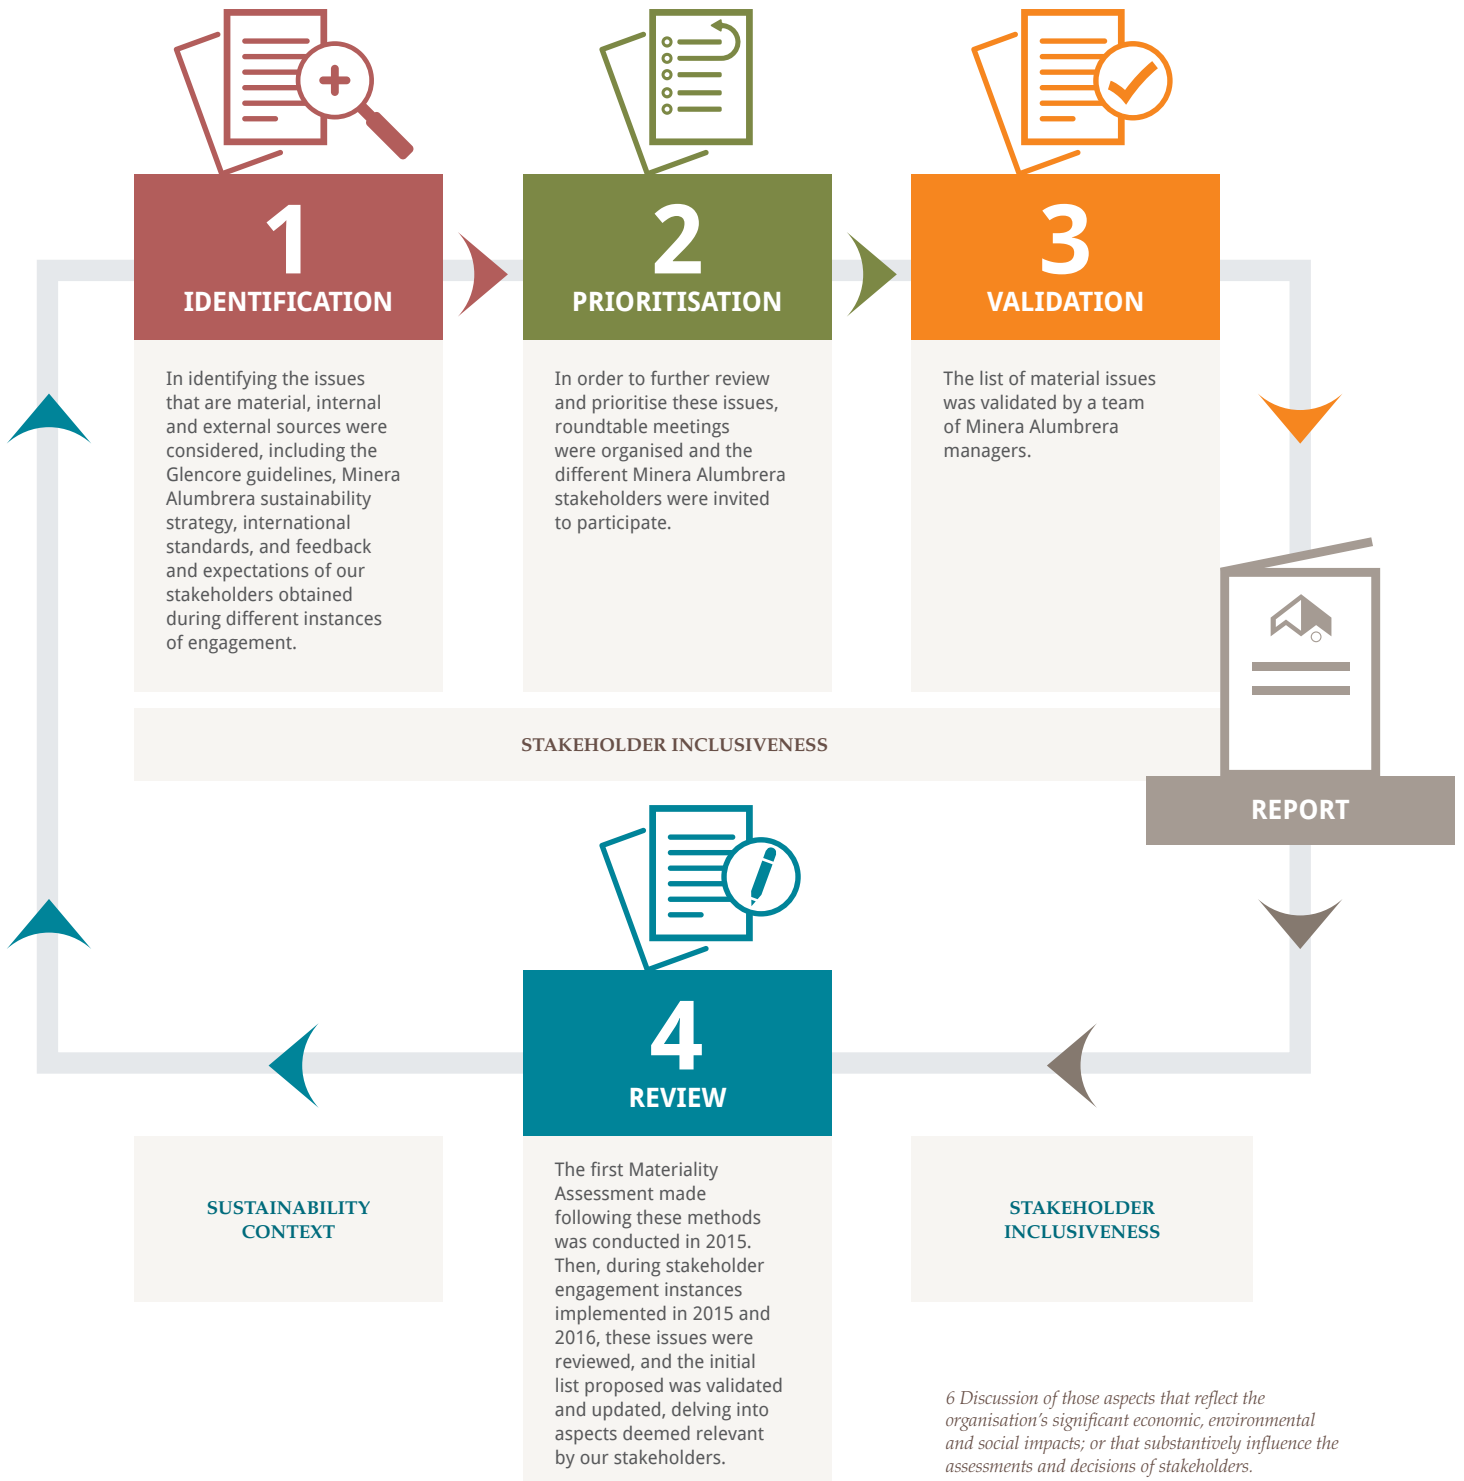 1
IDENTIFICATION
In identifying the issues
that are material, internal
and external sources were
considered, including the
Glencore guidelines, Minera
Alumbrera sustainability
strategy, international
standards, and feedback
and expectations of our
stakeholders obtained
during different instances
of engagement.
2
PRIORITISATION
In order to further review
and prioritise these issues,
roundtable meetings
were organised and the
different Minera Alumbrera
stakeholders were invited
to participate.
3
VALIDATION
The list of material issues
was validated by a team
of Minera Alumbrera
managers.
STAKEHOLDER INCLUSIVENESS
REPORT
4
REVIEW
The first Materiality
Assessment made
following these methods
was conducted in 2015.
Then, during stakeholder
engagement instances
implemented in 2015 and
2016, these issues were
reviewed, and the initial
list proposed was validated
and updated, delving into
aspects deemed relevant
by our stakeholders.
SUSTAINABILITY
CONTEXT
STAKEHOLDER
INCLUSIVENESS
6 Discussion of those aspects that reflect the
organisation's significant economic, environmental
and social impacts; or that substantively influence the
assessments and decisions of stakeholders.